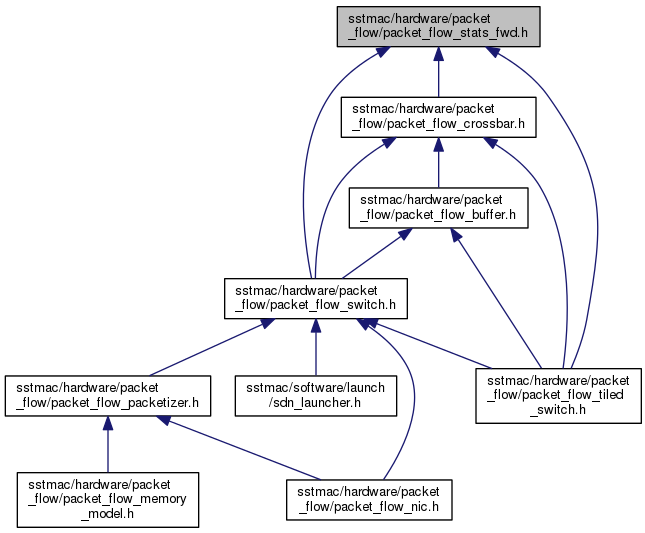 sstmac/hardware/packet
_flow/packet_flow_stats_fwd.h
sstmac/hardware/packet
_flow/packet_flow_crossbar.h
sstmac/hardware/packet
_flow/packet_flow_buffer.h
sstmac/hardware/packet
_flow/packet_flow_switch.h
sstmac/hardware/packet
_flow/packet_flow_packetizer.h
sstmac/software/launch
/sdn_launcher.h
sstmac/hardware/packet
_flow/packet_flow_tiled
_switch.h
sstmac/hardware/packet
_flow/packet_flow_memory
_model.h
sstmac/hardware/packet
_flow/packet_flow_nic.h